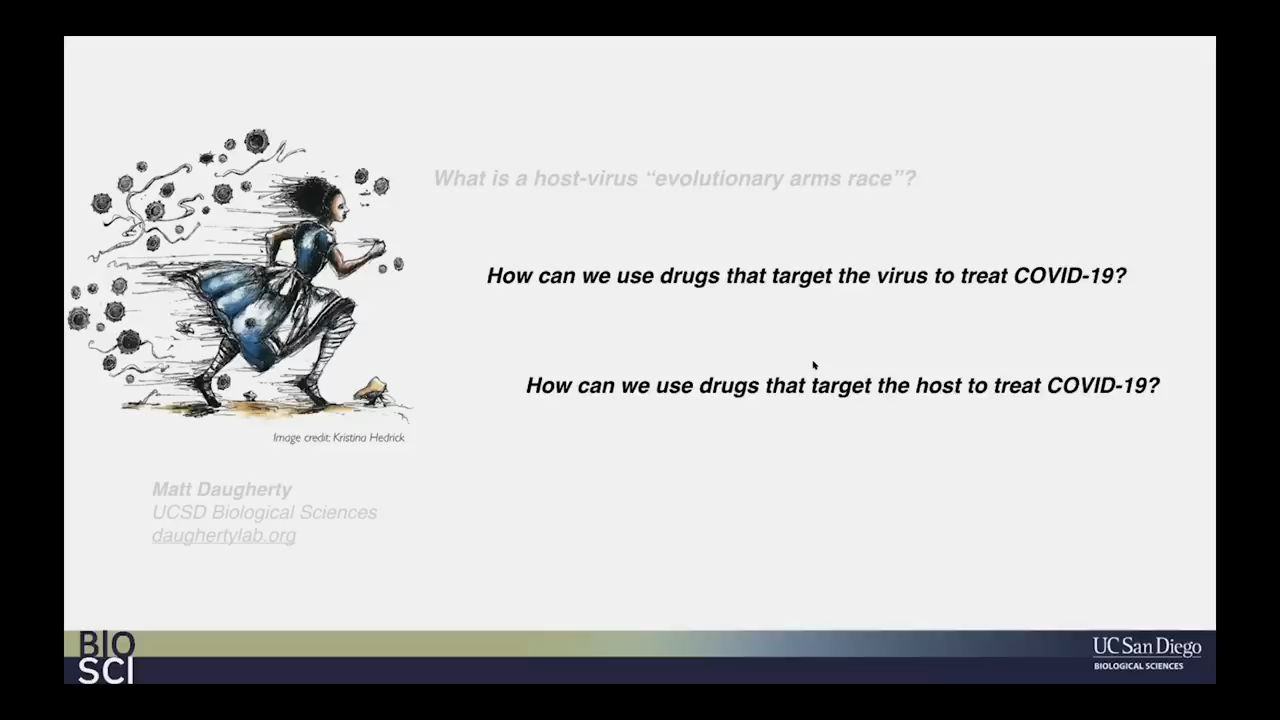 What is a host-virus “evolutionary arms race”?
How can we use drugs that target the virus to treat COVID-19?
How can we use drugs that target the host to treat COVID-19?
Image credit: Kristina Hedrick
Matt Daugherty
UCSD Biological Sciences
daughertylab.org
BIO
SCI
UC San Diego
BIOLOGICAL SCIENCES